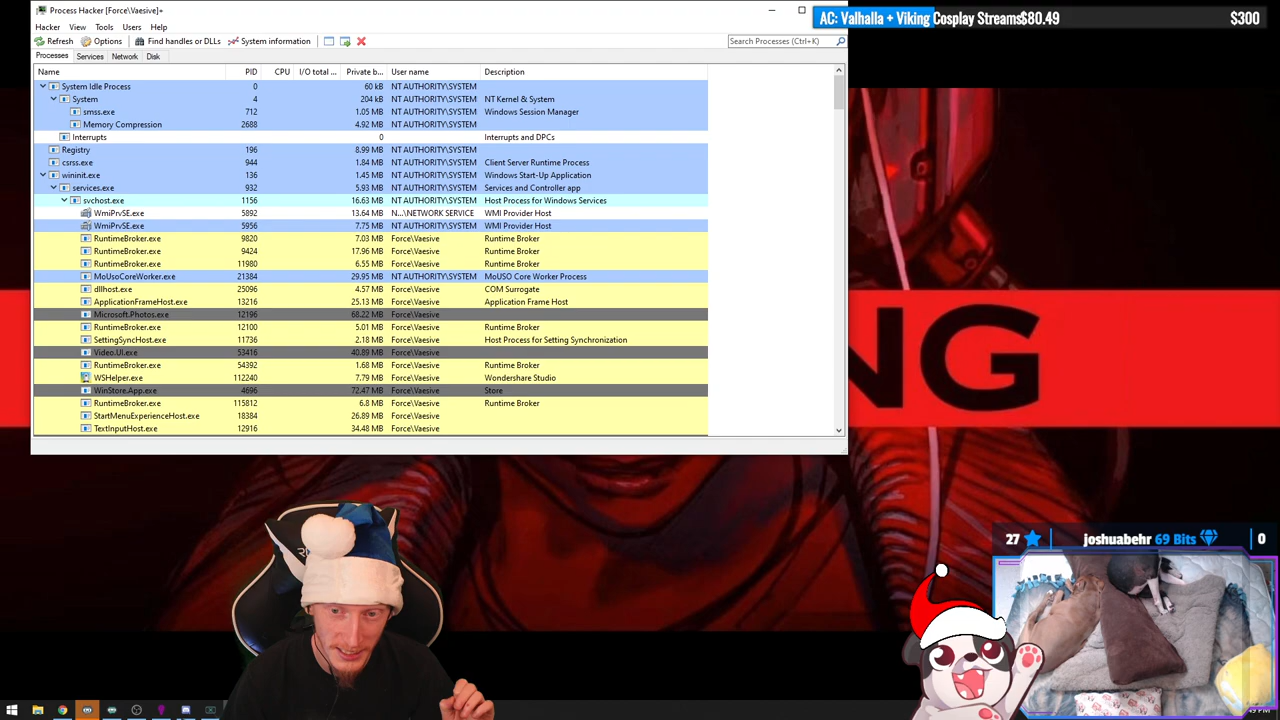 Process Hacker [Force\Vaesive]+
Hacker View Tools Users Help
Refresh Options Find handles or DLLs System information Search Processes (Ctrl+K)
Processes Services Network Disk
Name PID CPU I/O total ... Private b... User name Description
System Idle Process 0 60 kB NT AUTHORITY\SYSTEM
System 4 204 kB NT AUTHORITY\SYSTEM NT Kernel & System
smss.exe 712 1.05 MB NT AUTHORITY\SYSTEM Windows Session Manager
Memory Compression 2688 4.92 MB NT AUTHORITY\SYSTEM
Interrupts 0 Interrupts and DPCs
Registry 196 8.99 MB NT AUTHORITY\SYSTEM
csrss.exe 944 1.84 MB NT AUTHORITY\SYSTEM Client Server Runtime Process
wininit.exe 136 1.45 MB NT AUTHORITY\SYSTEM Windows Start-Up Application
services.exe 932 5.93 MB NT AUTHORITY\SYSTEM Services and Controller app
svchost.exe 1156 16.63 MB NT AUTHORITY\SYSTEM Host Process for Windows Services
WmiPrvSE.exe 5892 13.64 MB N...\NETWORK SERVICE WMI Provider Host
WmiPrvSE.exe 5956 7.75 MB NT AUTHORITY\SYSTEM WMI Provider Host
RuntimeBroker.exe 9820 7.03 MB Force\Vaesive Runtime Broker
RuntimeBroker.exe 9424 17.96 MB Force\Vaesive Runtime Broker
RuntimeBroker.exe 11980 6.55 MB Force\Vaesive Runtime Broker
MoUsoCoreWorker.exe 21384 29.95 MB NT AUTHORITY\SYSTEM MoUSO Core Worker Process
dllhost.exe 25096 4.57 MB Force\Vaesive COM Surrogate
ApplicationFrameHost.exe 13216 25.13 MB Force\Vaesive Application Frame Host
Microsoft.Photos.exe 12196 68.22 MB Force\Vaesive
RuntimeBroker.exe 12100 5.01 MB Force\Vaesive Runtime Broker
SettingSyncHost.exe 11736 2.18 MB Force\Vaesive Host Process for Setting Synchronization
Video.UI.exe 53416 40.89 MB Force\Vaesive
RuntimeBroker.exe 54392 1.68 MB Force\Vaesive Runtime Broker
WSHelper.exe 112240 7.79 MB Force\Vaesive Wondershare Studio
WinStore.App.exe 4696 72.47 MB Force\Vaesive Store
RuntimeBroker.exe 115812 6.8 MB Force\Vaesive Runtime Broker
StartMenuExperienceHost.exe 18384 26.89 MB Force\Vaesive
TextInputHost.exe 12916 34.48 MB Force\Vaesive
AC: Valhalla + Viking Cosplay Streams $80.49 $300
NG
27 joshuabehr 69 Bits 0